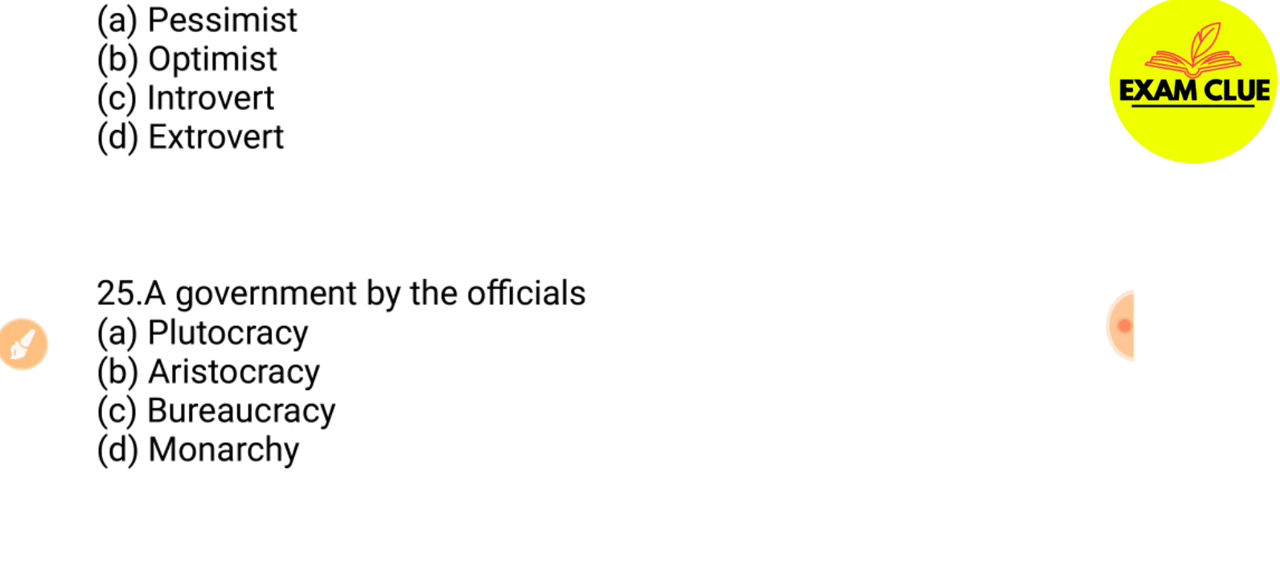 (a) Pessimist
(b) Optimist
(c) Introvert
(d) Extrovert
EXAM CLUE
25.A government by the officials
(a) Plutocracy
(b) Aristocracy
(c) Bureaucracy
(d) Monarchy